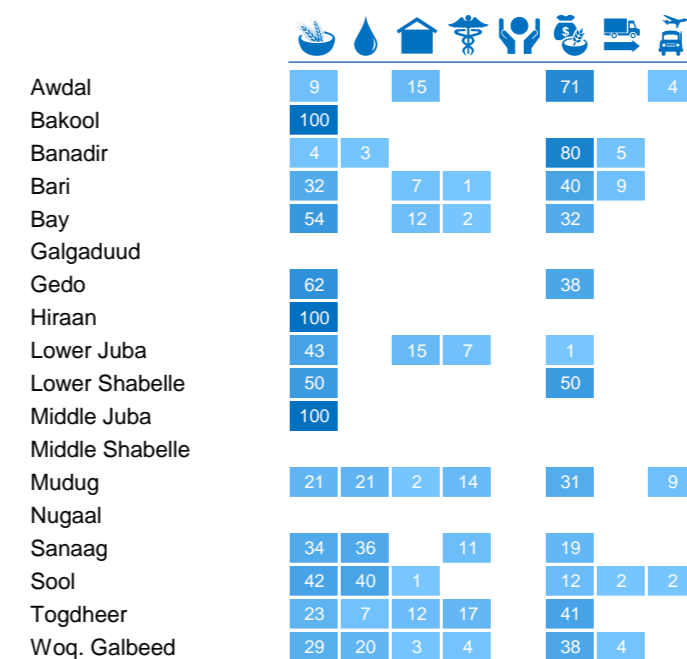 Awdal 9 15 71 4
Bakool 100
Banadir 4 3 80 5
Bari 32 7 1 40 9
Bay 54 12 2 32
Galgaduud
Gedo 62 38
Hiraan 100
Lower Juba 43 15 7 1
Lower Shabelle 50 50
Middle Juba 100
Middle Shabelle
Mudug 21 21 2 14 31 9
Nugaal
Sanaag 34 36 11 19
Sool 42 40 1 12 2 2
Togdheer 23 7 12 17 41
Woq. Galbeed 29 20 3 4 38 4